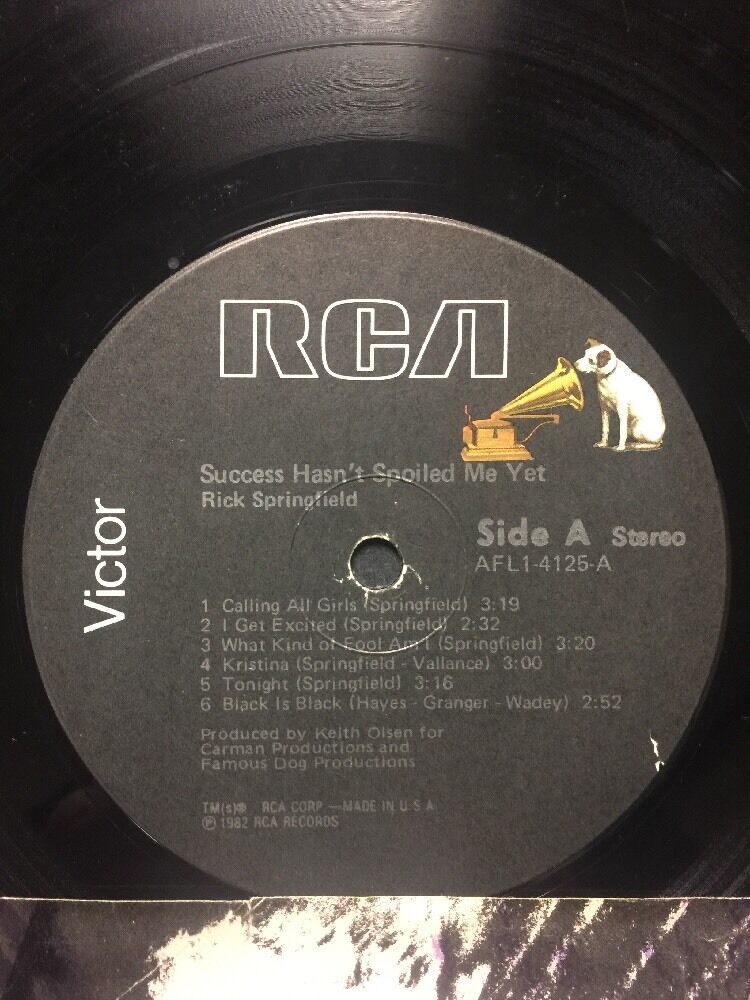 RCA
Victor
Success Hasn't Spoiled Me Yet
Rick Springfield
Side A Stereo
AFL1-4125-A
1 Calling All Girls (Springfield) 3:19
2 I Get Excited (Springfield) 2:32
3 What Kind of Fool Am I (Springfield) 3:20
4 Kristina (Springfield - Vallance) 3:00
5 Tonight (Springfield) 3:16
6 Black Is Black (Hayes - Granger - Wadey) 2:52
Produced by Keith Olsen for
Carman Productions and
Famous Dog Productions
TM(s)® RCA CORP —MADE IN U S A
℗ 1982 RCA RECORDS